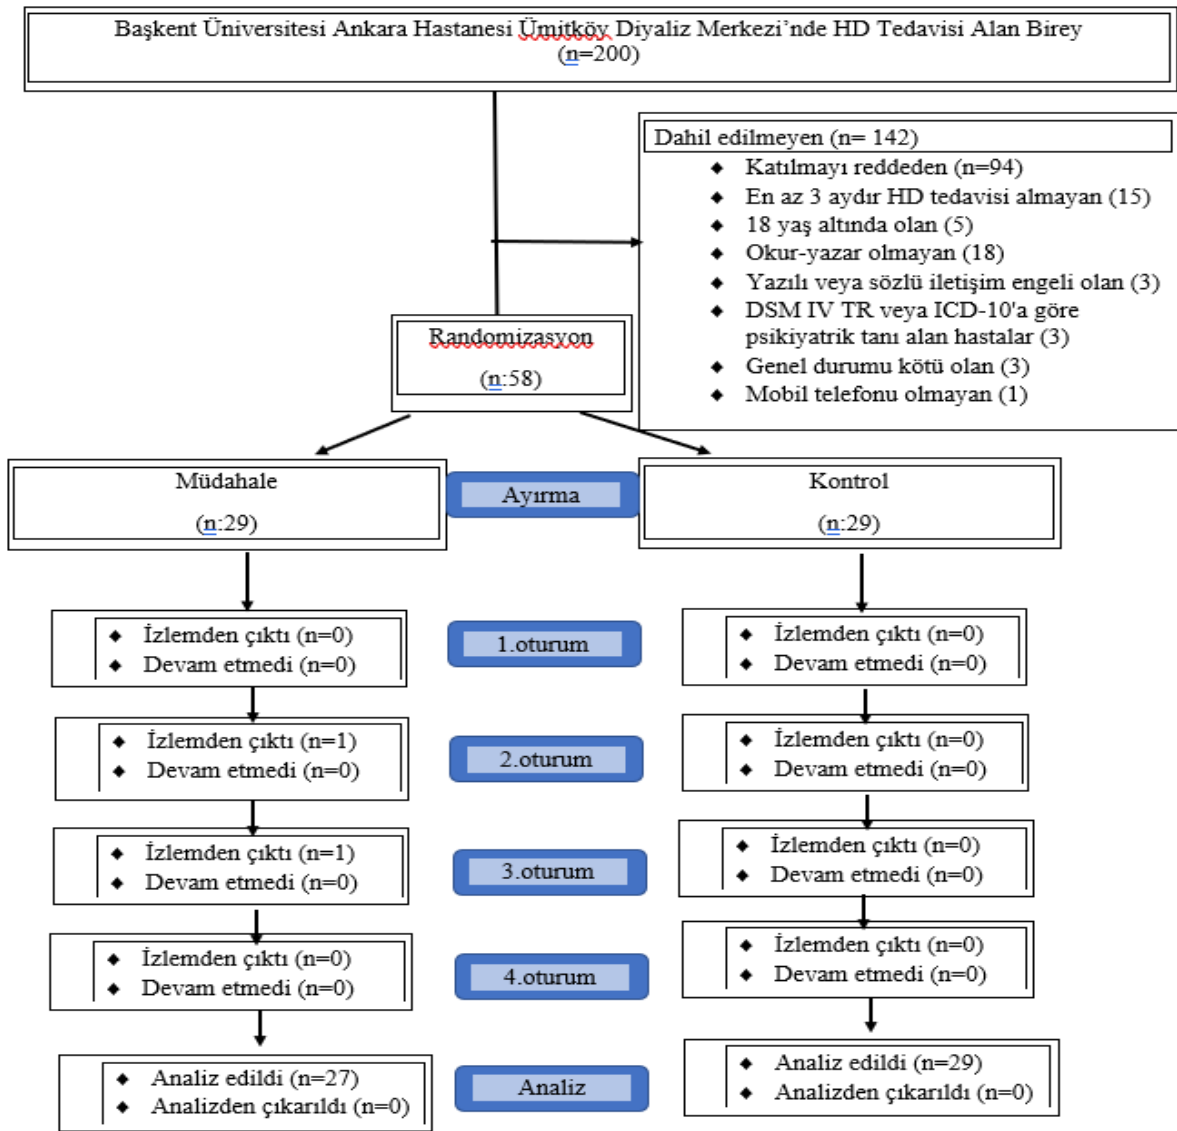 Başkent Üniversitesi Ankara Hastanesi Ümitköy Diyaliz Merkezi’nde HD Tedavisi Alan Birey
(n=200)
Dahil edilmeyen (n= 142)
◆ Katılmayı reddeden (n=94)
◆ En az 3 aydır HD tedavisi almayan (15)
◆ 18 yaş altında olan (5)
◆ Okur-yazar olmayan (18)
◆ Yazılı veya sözlü iletişim engeli olan (3)
◆ DSM IV TR veya ICD-10'a göre
psikiyatrik tanı alan hastalar (3)
◆ Genel durumu kötü olan (3)
◆ Mobil telefonu olmayan (1)
Randomizasyon
(n:58)
Müdahale
(n:29)
Ayırma
Kontrol
(n:29)
◆ İzlemden çıktı (n=0)
◆ Devam etmedi (n=0)
1.oturum
◆ İzlemden çıktı (n=0)
◆ Devam etmedi (n=0)
◆ İzlemden çıktı (n=1)
◆ Devam etmedi (n=0)
2.oturum
◆ İzlemden çıktı (n=0)
◆ Devam etmedi (n=0)
◆ İzlemden çıktı (n=1)
◆ Devam etmedi (n=0)
3.oturum
◆ İzlemden çıktı (n=0)
◆ Devam etmedi (n=0)
◆ İzlemden çıktı (n=0)
◆ Devam etmedi (n=0)
4.oturum
◆ İzlemden çıktı (n=0)
◆ Devam etmedi (n=0)
◆ Analiz edildi (n=27)
◆ Analizden çıkarıldı (n=0)
Analiz
◆ Analiz edildi (n=29)
◆ Analizden çıkarıldı (n=0)